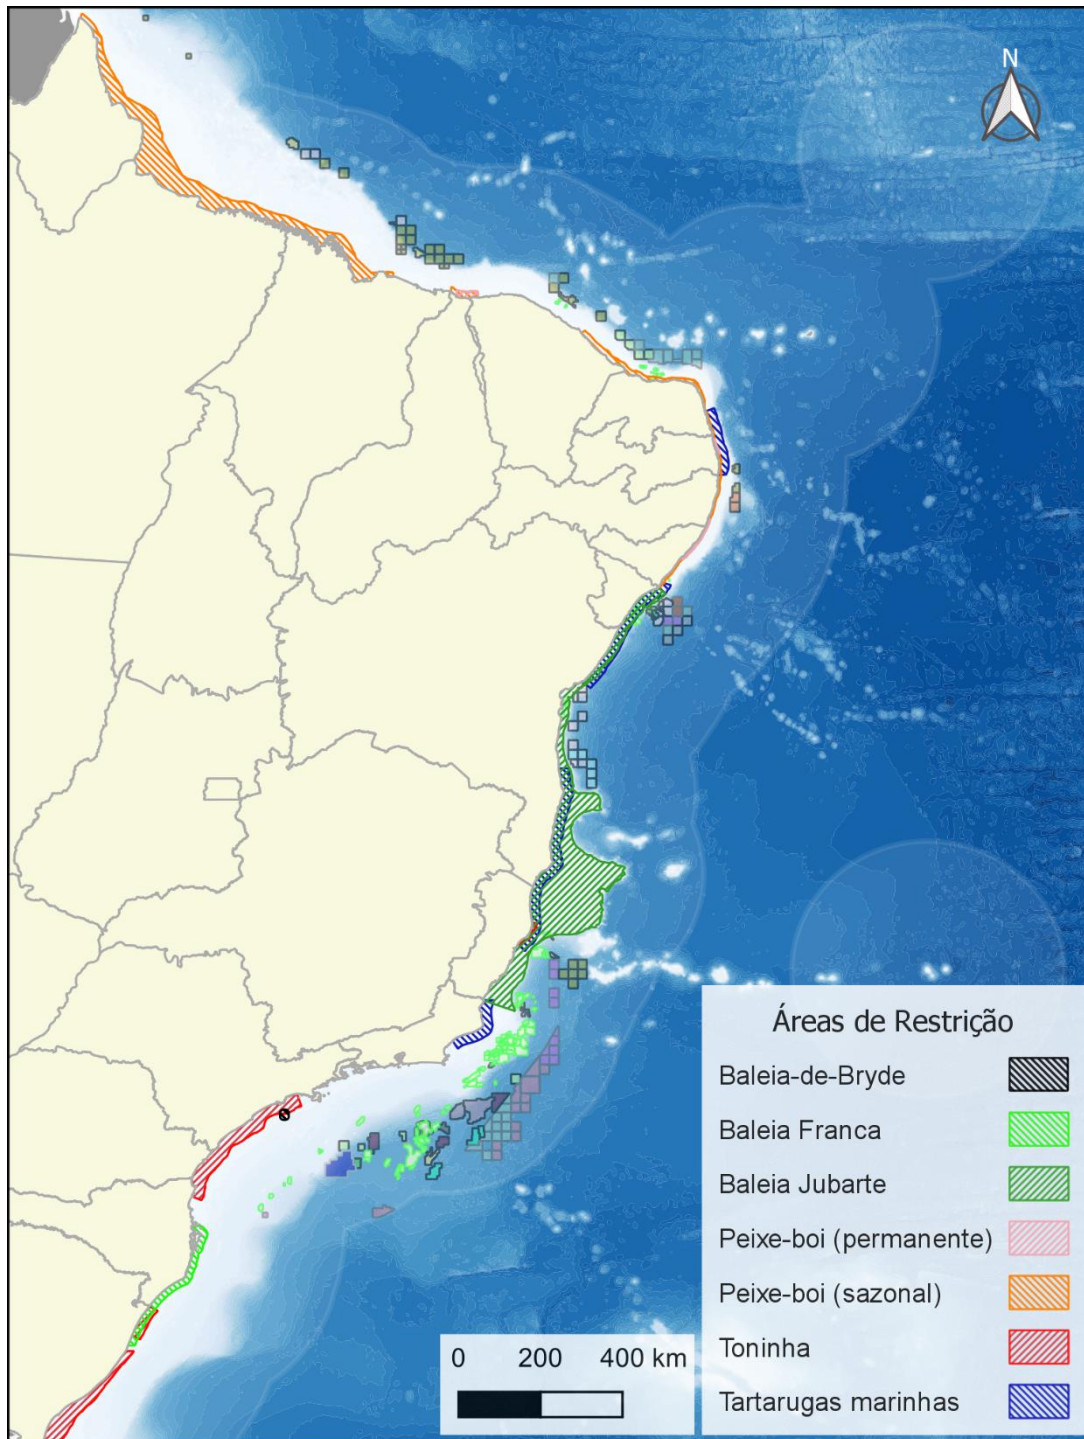 N
Áreas de Restrição
Baleia-de-Bryde
Baleia Franca
Baleia Jubarte
Peixe-boi (permanente)
Peixe-boi (sazonal)
Toninha
Tartarugas marinhas
0 200 400 km